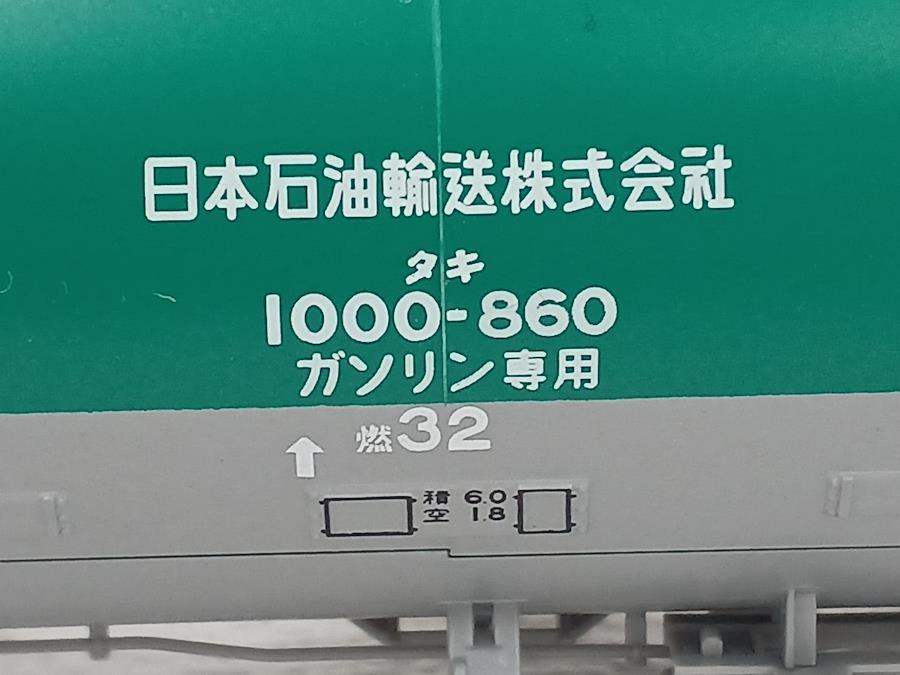 日本石油輸送株式会社
タキ
1000-860
ガソリン専用
燃32
積 6.0
空 1.8